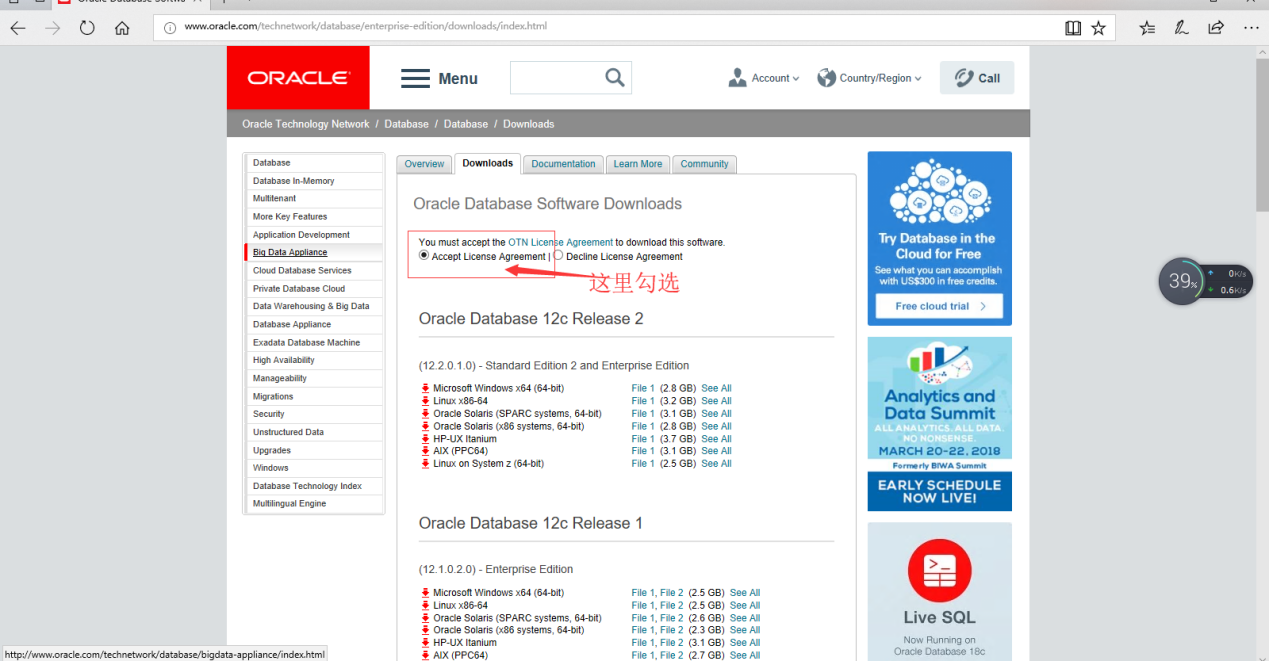 Oracle Database Softwa
www.oracle.com/technetwork/database/enterprise-edition/downloads/index.html
ORACLE
Menu
Account
Country/Region
Call
Oracle Technology Network / Database / Database / Downloads
Database
Database In-Memory
Multitenant
More Key Features
Application Development
Big Data Appliance
Cloud Database Services
Private Database Cloud
Data Warehousing & Big Data
Database Appliance
Exadata Database Machine
High Availability
Manageability
Migrations
Security
Unstructured Data
Upgrades
Windows
Database Technology Index
Multilingual Engine
Overview Downloads Documentation Learn More Community
Oracle Database Software Downloads
You must accept the OTN License Agreement to download this software.
Accept License Agreement | Decline License Agreement
这里勾选
Oracle Database 12c Release 2
(12.2.0.1.0) - Standard Edition 2 and Enterprise Edition
Microsoft Windows x64 (64-bit) File 1 (2.8 GB) See All
Linux x86-64 File 1 (3.2 GB) See All
Oracle Solaris (SPARC systems, 64-bit) File 1 (3.1 GB) See All
Oracle Solaris (x86 systems, 64-bit) File 1 (2.8 GB) See All
HP-UX Itanium File 1 (3.7 GB) See All
AIX (PPC64) File 1 (3.1 GB) See All
Linux on System z (64-bit) File 1 (2.5 GB) See All
Oracle Database 12c Release 1
(12.1.0.2.0) - Enterprise Edition
Microsoft Windows x64 (64-bit) File 1, File 2 (2.5 GB) See All
Linux x86-64 File 1, File 2 (2.5 GB) See All
Oracle Solaris (SPARC systems, 64-bit) File 1, File 2 (2.6 GB) See All
Oracle Solaris (x86 systems, 64-bit) File 1, File 2 (2.3 GB) See All
HP-UX Itanium File 1, File 2 (3.1 GB) See All
AIX (PPC64) File 1, File 2 (2.7 GB) See All
Try Database in the
Cloud for Free
See what you can accomplish
with US$300 in free credits.
Free cloud trial
Analytics and
Data Summit
ALL ANALYTICS. ALL DATA.
NO NONSENSE.
MARCH 20-22, 2018
Formerly BIWA Summit
EARLY SCHEDULE
NOW LIVE!
Live SQL
Now Running on
Oracle Database 18c
39%
0K/s
0.6K/s
http://www.oracle.com/technetwork/database/bigdata-appliance/index.html